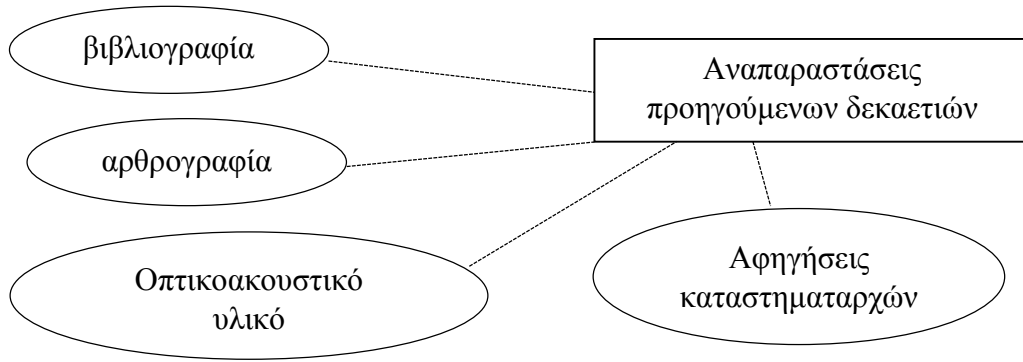 βιβλιογραφία
Αναπαραστάσεις
προηγούμενων δεκαετιών
αρθρογραφία
Οπτικοακουστικό
υλικό
Αφηγήσεις
καταστηματαρχών